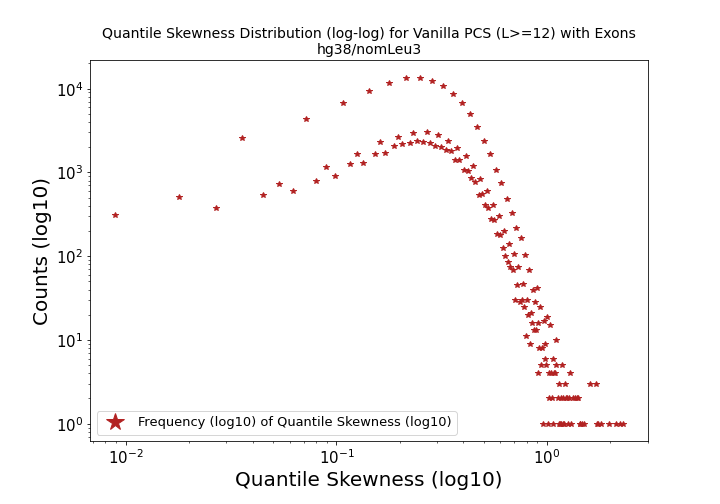 Quantile Skewness Distribution (log-log) for Vanilla PCS (L>=12) with Exons
hg38/nomLeu3
Counts (log10)
10^4
10^3
10^2
10^1
10^0
Frequency (log10) of Quantile Skewness (log10)
10^−2
10^−1
10^0
Quantile Skewness (log10)